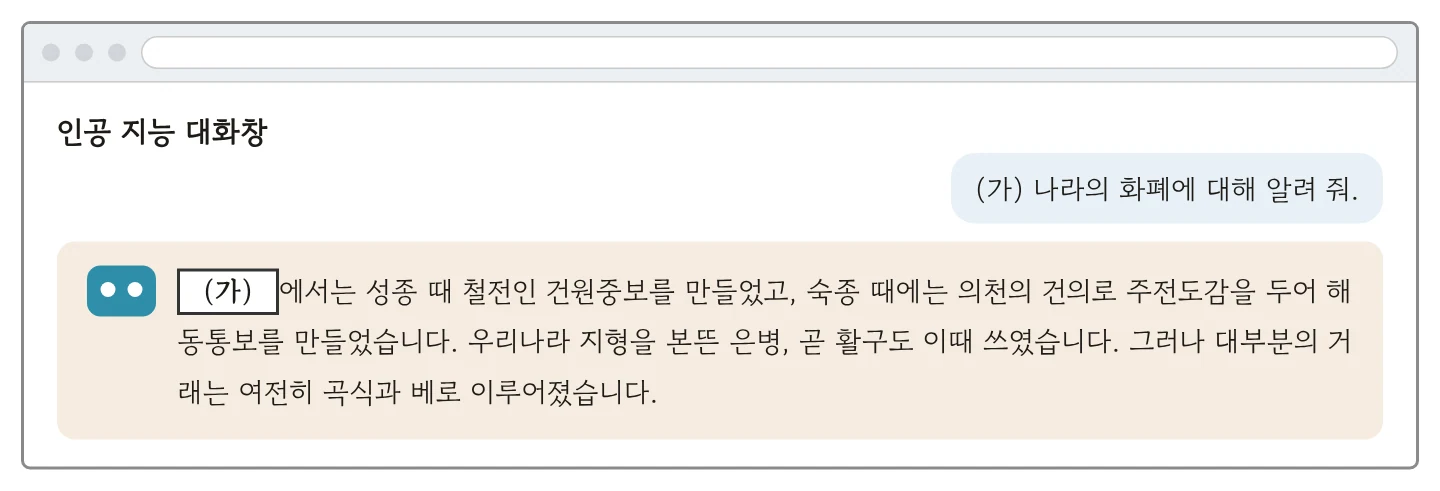 인공 지능 대화창
(가) 나라의 화폐에 대해 알려 줘.
(가) 에서는 성종 때 철전인 건원중보를 만들었고, 숙종 때에는 의천의 건의로 주전도감을 두어 해
동통보를 만들었습니다. 우리나라 지형을 본뜬 은병, 곧 활구도 이때 쓰였습니다. 그러나 대부분의 거
래는 여전히 곡식과 베로 이루어졌습니다.